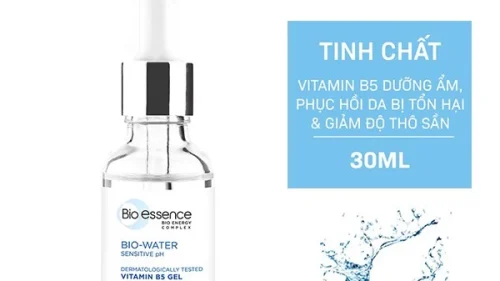 Bio essence
BIO ENERGY
COMPLEX
BIO-WATER
SENSITIVE pH
DERMATOLOGICALLY TESTED
VITAMIN B5 GEL
TINH CHẤT
VITAMIN B5 DƯỠNG ẨM,
PHỤC HỒI DA BỊ TỔN HẠI
& GIẢM ĐỘ THÔ SẦN
30ML